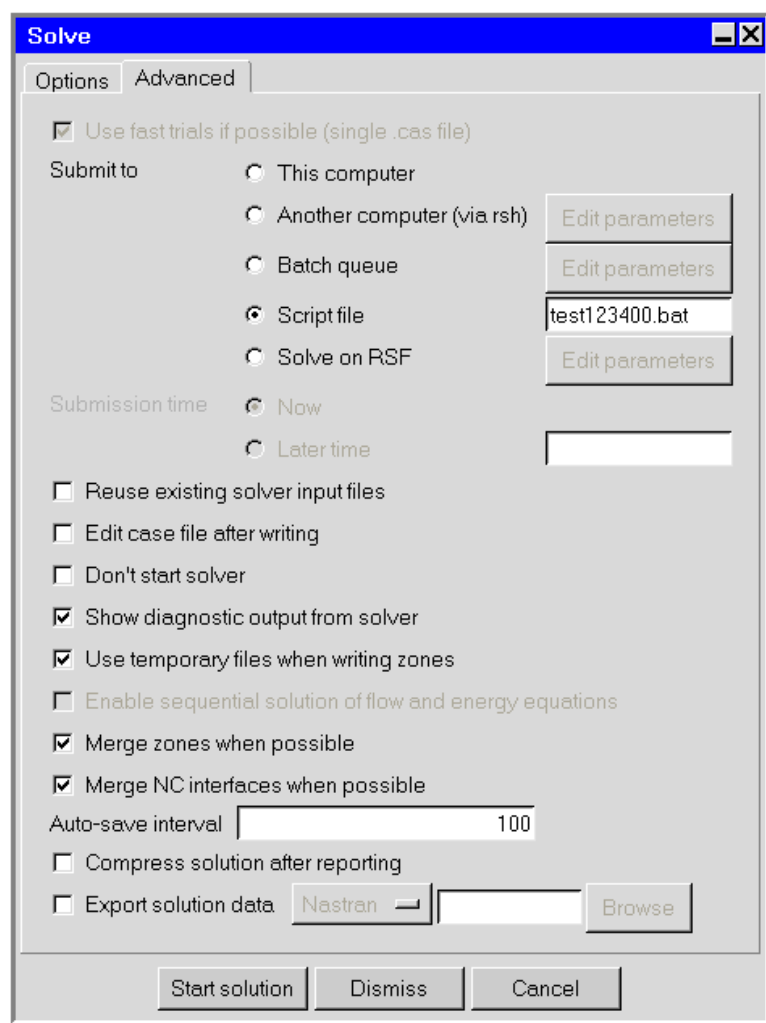 Solve
Options Advanced
Use fast trials if possible (single .cas file)
Submit to This computer
Another computer (via rsh) Edit parameters
Batch queue Edit parameters
Script file test123400.bat
Solve on RSF Edit parameters
Submission time Now
Later time
Reuse existing solver input files
Edit case file after writing
Don't start solver
Show diagnostic output from solver
Use temporary files when writing zones
Enable sequential solution of flow and energy equations
Merge zones when possible
Merge NC interfaces when possible
Auto-save interval 100
Compress solution after reporting
Export solution data Nastran Browse
Start solution Dismiss Cancel